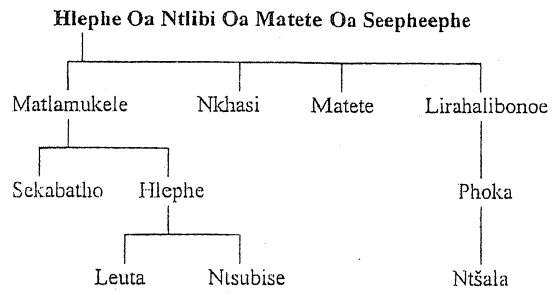 Hlephe Oa Ntlibi Oa Matete Oa Seepheephe
Matlamukele Nkhasi Matete Lirahalibonoe
Sekabatho Hlephe Phoka
Leuta Ntsubise Ntšala